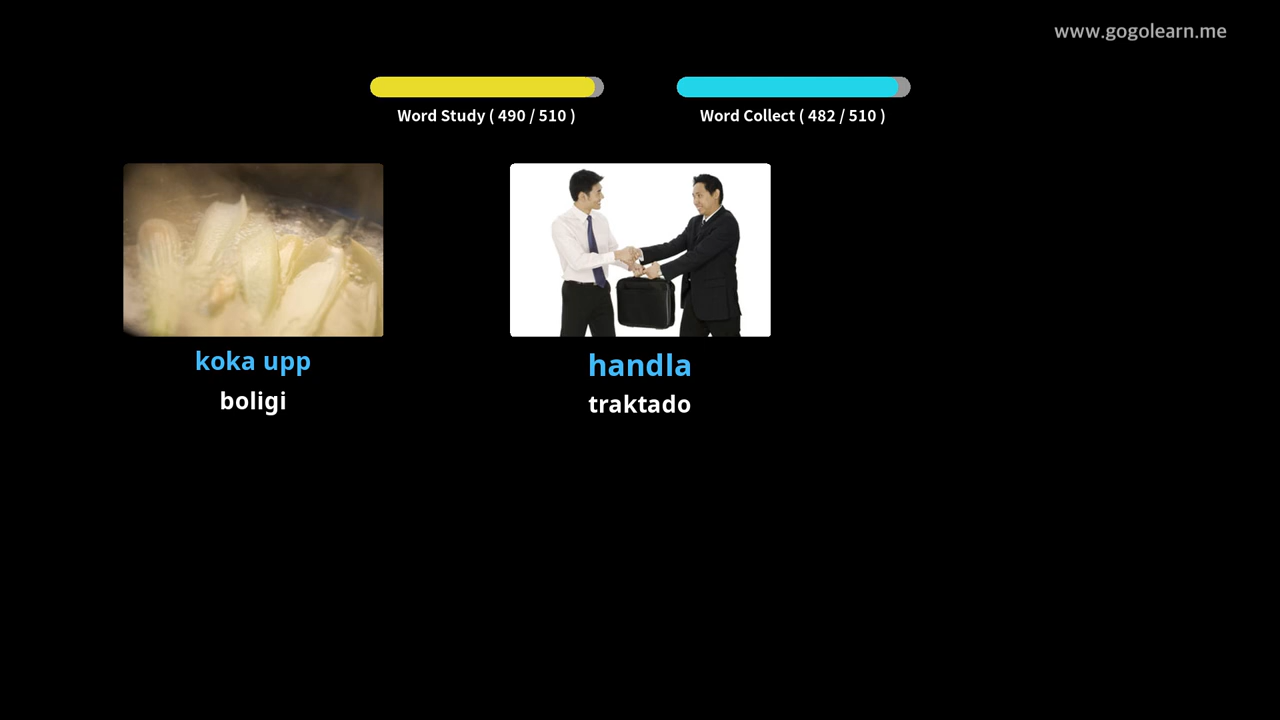 www.gogolearn.me
Word Study ( 490 / 510 )
Word Collect ( 482 / 510 )
koka upp
boligi
handla
traktado